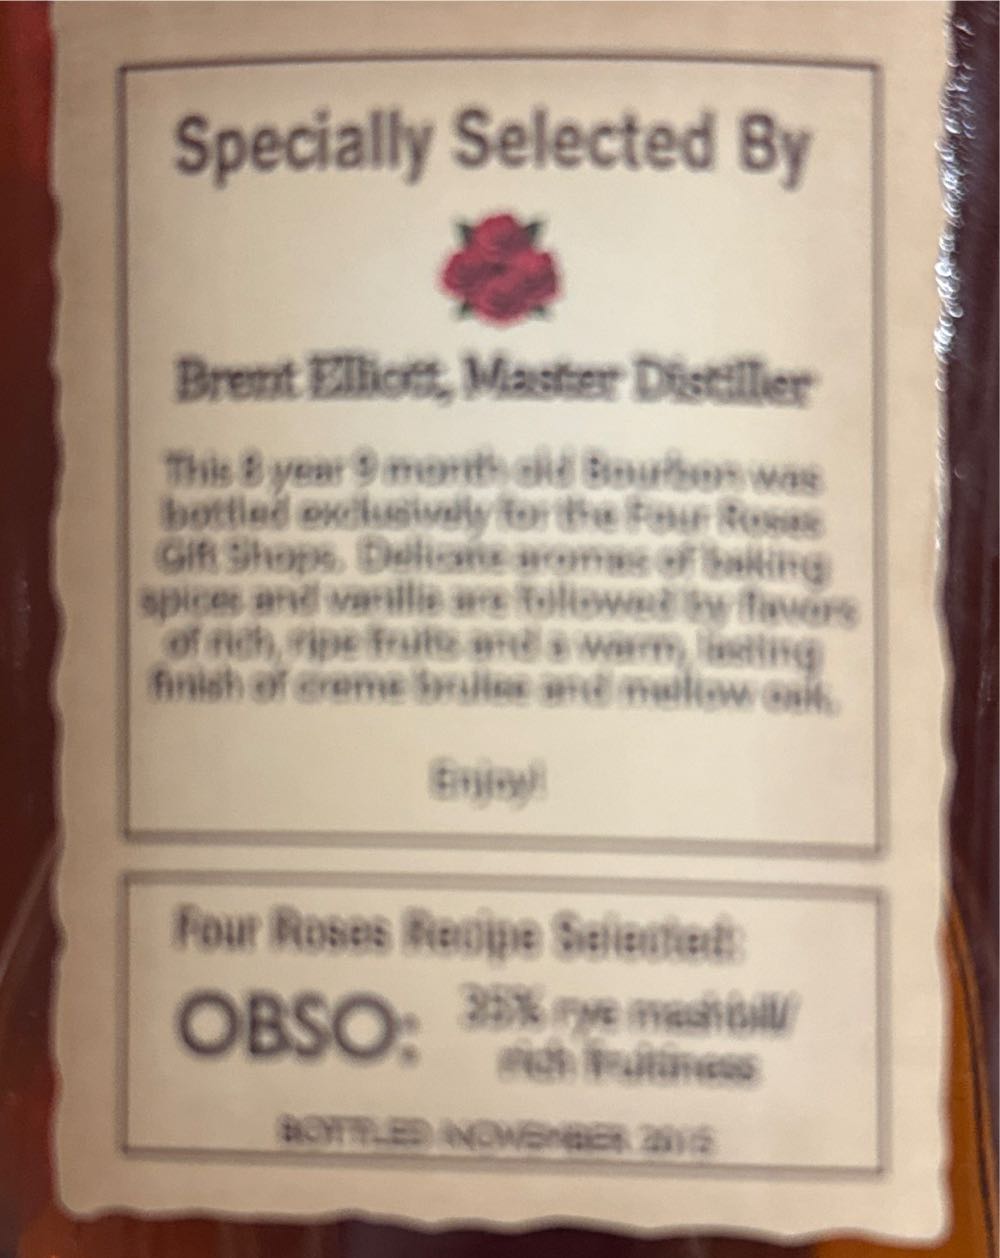 Specially Selected By
Brent Elliott, Master Distiller
This 8 year 9 month old Bourbon was
bottled exclusively for the Four Roses
Gift Shops. Delicate aromas of baking
spices and vanilla are followed by flavors
of rich, ripe fruits and a warm, lasting
finish of creme brulee and mellow oak.
Enjoy!
Four Roses Recipe Selected:
OBSO: 35% rye mashbill/
rich fruitiness
BOTTLED NOVEMBER